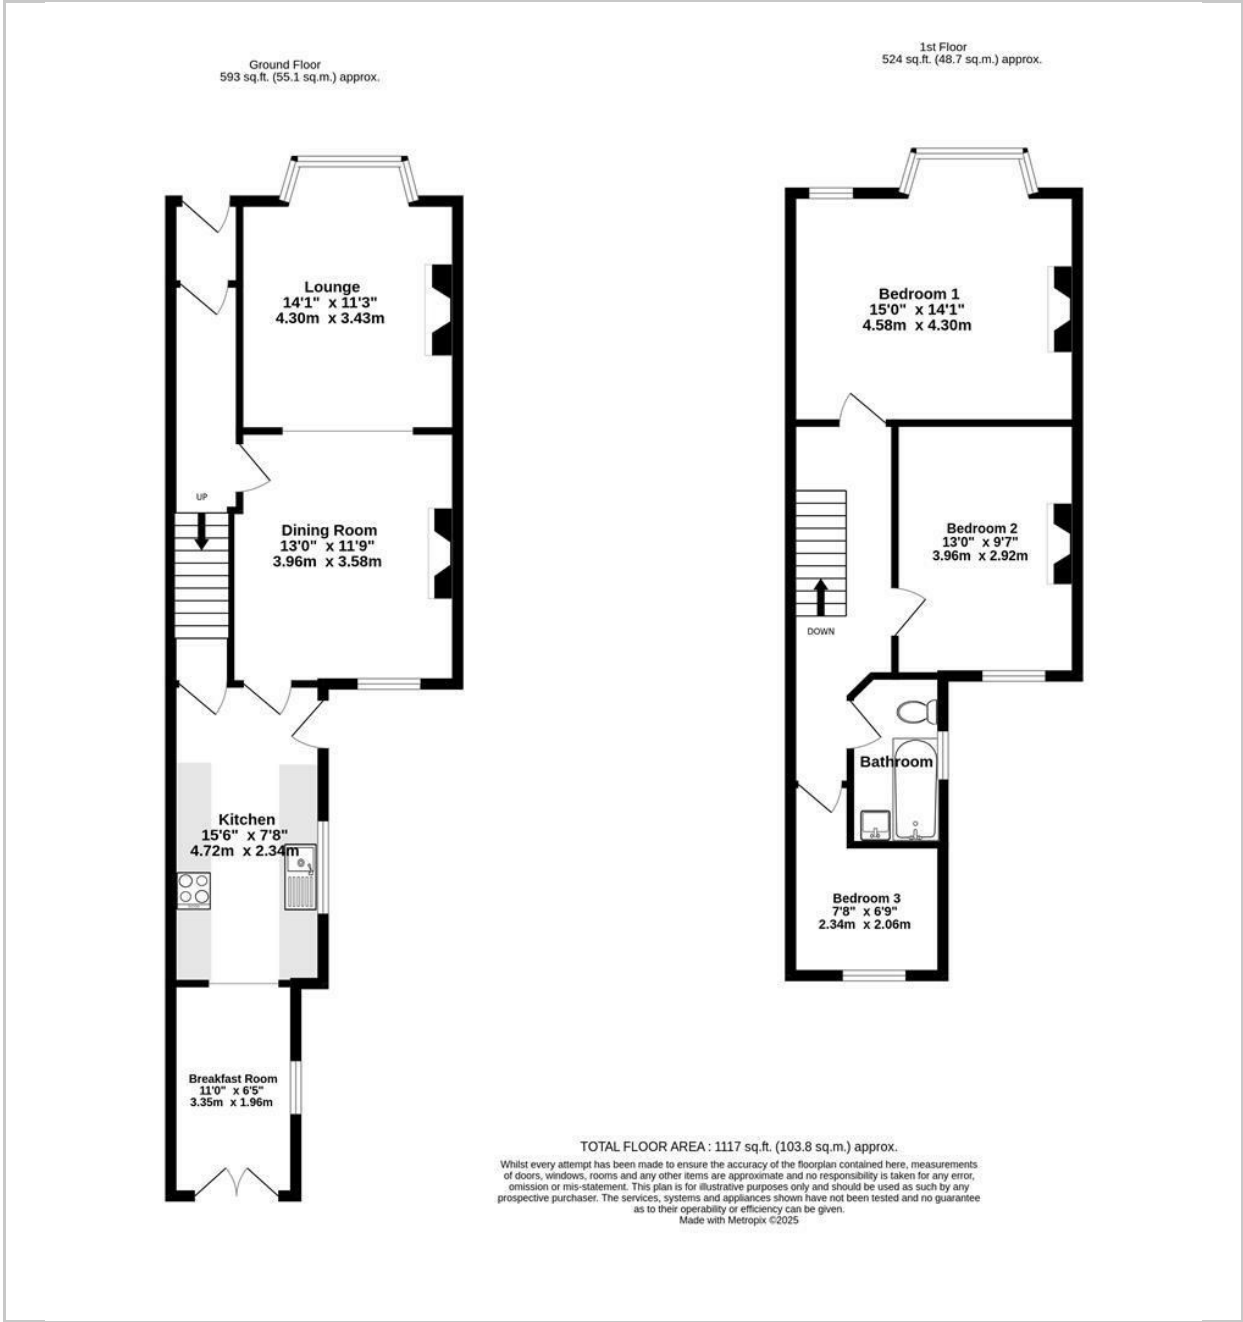 Ground Floor
593 sq.ft. (55.1 sq.m.) approx.
1st Floor
524 sq.ft. (48.7 sq.m.) approx.
Lounge
14'1" x 11'3"
4.30m x 3.43m
UP
Dining Room
13'0" x 11'9"
3.96m x 3.58m
Kitchen
15'6" x 7'8"
4.72m x 2.34m
Breakfast Room
11'0" x 6'5"
3.35m x 1.96m
Bedroom 1
15'0" x 14'1"
4.58m x 4.30m
Bedroom 2
13'0" x 9'7"
3.96m x 2.92m
DOWN
Bathroom
Bedroom 3
7'8" x 6'9"
2.34m x 2.06m
TOTAL FLOOR AREA : 1117 sq.ft. (103.8 sq.m.) approx.
Whilst every attempt has been made to ensure the accuracy of the floorplan contained here, measurements
of doors, windows, rooms and any other items are approximate and no responsibility is taken for any error,
omission or mis-statement. This plan is for illustrative purposes only and should be used as such by any
prospective purchaser. The services, systems and appliances shown have not been tested and no guarantee
as to their operability or efficiency can be given.
Made with Metropix ©2025